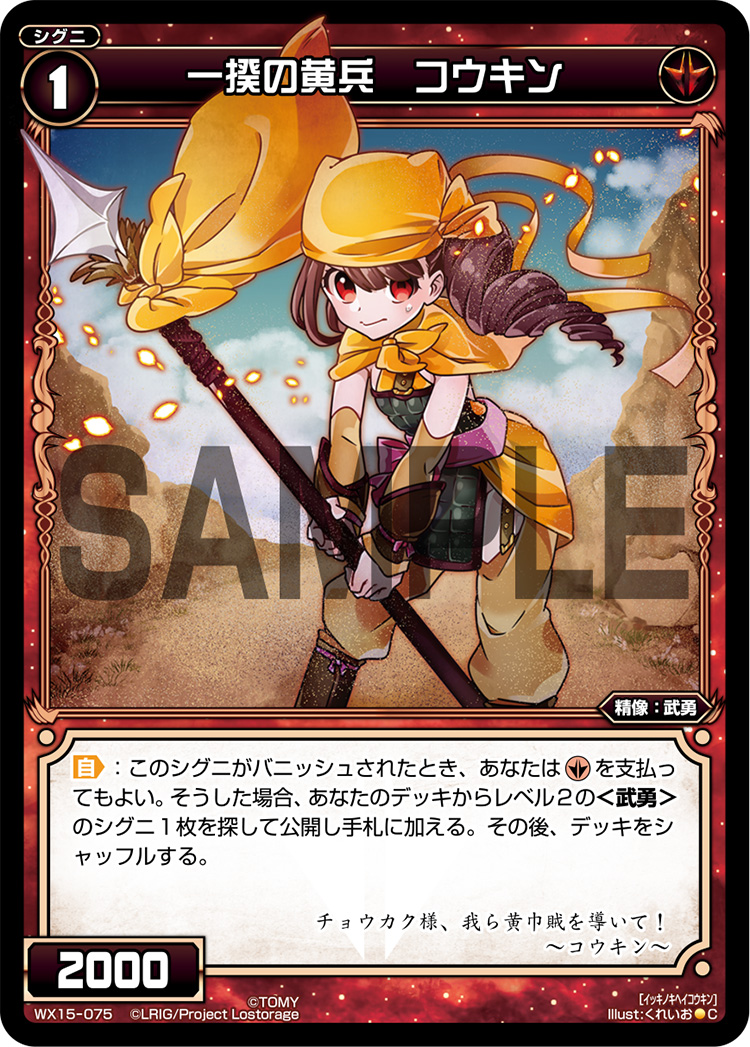 シグニ
1
一揆の黄兵 コウキン
SAMPLE
精像:武勇
自:このシグニがバニッシュされたとき、あなたは を支払っ
てもよい。そうした場合、あなたのデッキからレベル2の<武勇>
のシグニ1枚を探して公開し手札に加える。その後、デッキをシ
ャッフルする。
チョウカク様、我ら黄巾賊を導いて!
~コウキン~
2000
[イッキノキヘイコウキン]
WX15-075 ©LRIG/Project Lostorage ©TOMY
Illust:くれいお C